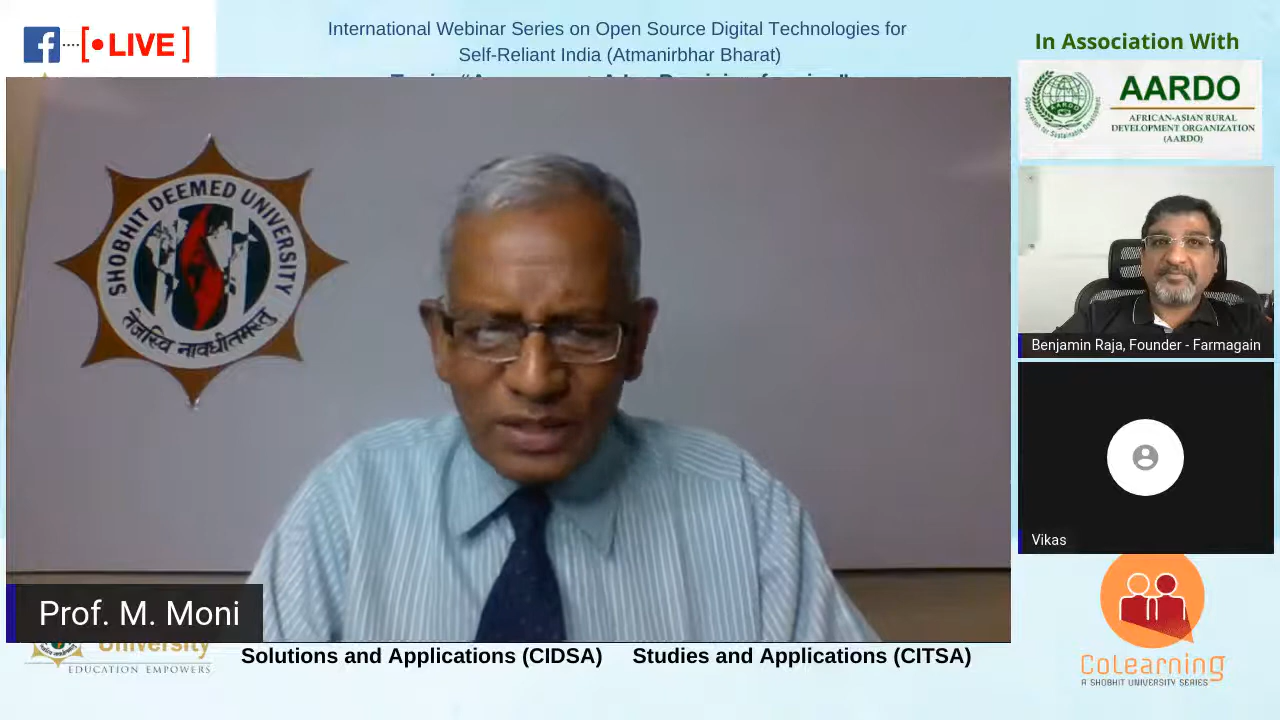 f
LIVE
International Webinar Series on Open Source Digital Technologies for
Self-Reliant India (Atmanirbhar Bharat)
In Association With
AARDO
AFRICAN-ASIAN RURAL
DEVELOPMENT ORGANIZATION
(AARDO)
SHOBHIT DEEMED UNIVERSITY
तेजस्वि नावधीतमस्तु
Benjamin Raja, Founder - Farmagain
Vikas
Prof. M. Moni
University
EDUCATION EMPOWERS
Solutions and Applications (CIDSA) Studies and Applications (CITSA)
CoLearning
A SHOBHIT UNIVERSITY SERIES